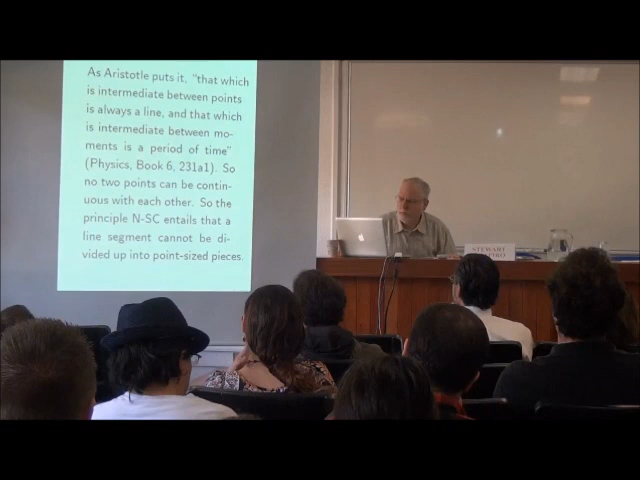 As Aristotle puts it, "that which
is intermediate between points
is always a line, and that which
is intermediate between mo-
ments is a period of time"
(Physics, Book 6, 231a1). So
no two points can be contin-
uous with each other. So the
principle N-SC entails that a
line segment cannot be di-
vided up into point-sized pieces.
STEWART